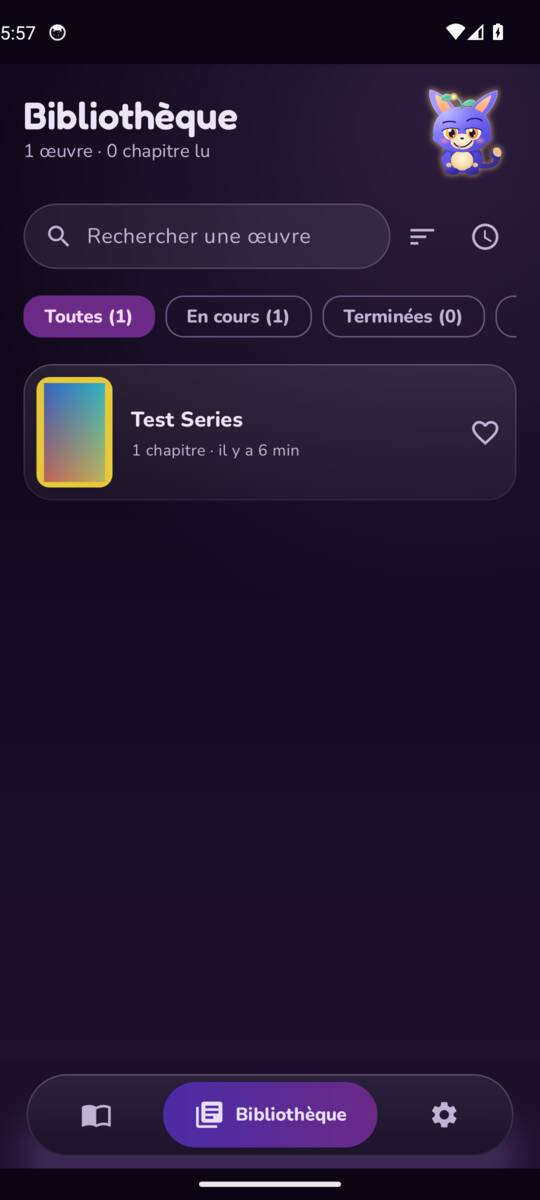 5:57
Bibliothèque
1 œuvre · 0 chapitre lu
Rechercher une œuvre
Toutes (1)
En cours (1)
Terminées (0)
Test Series
1 chapitre · il y a 6 min
Bibliothèque